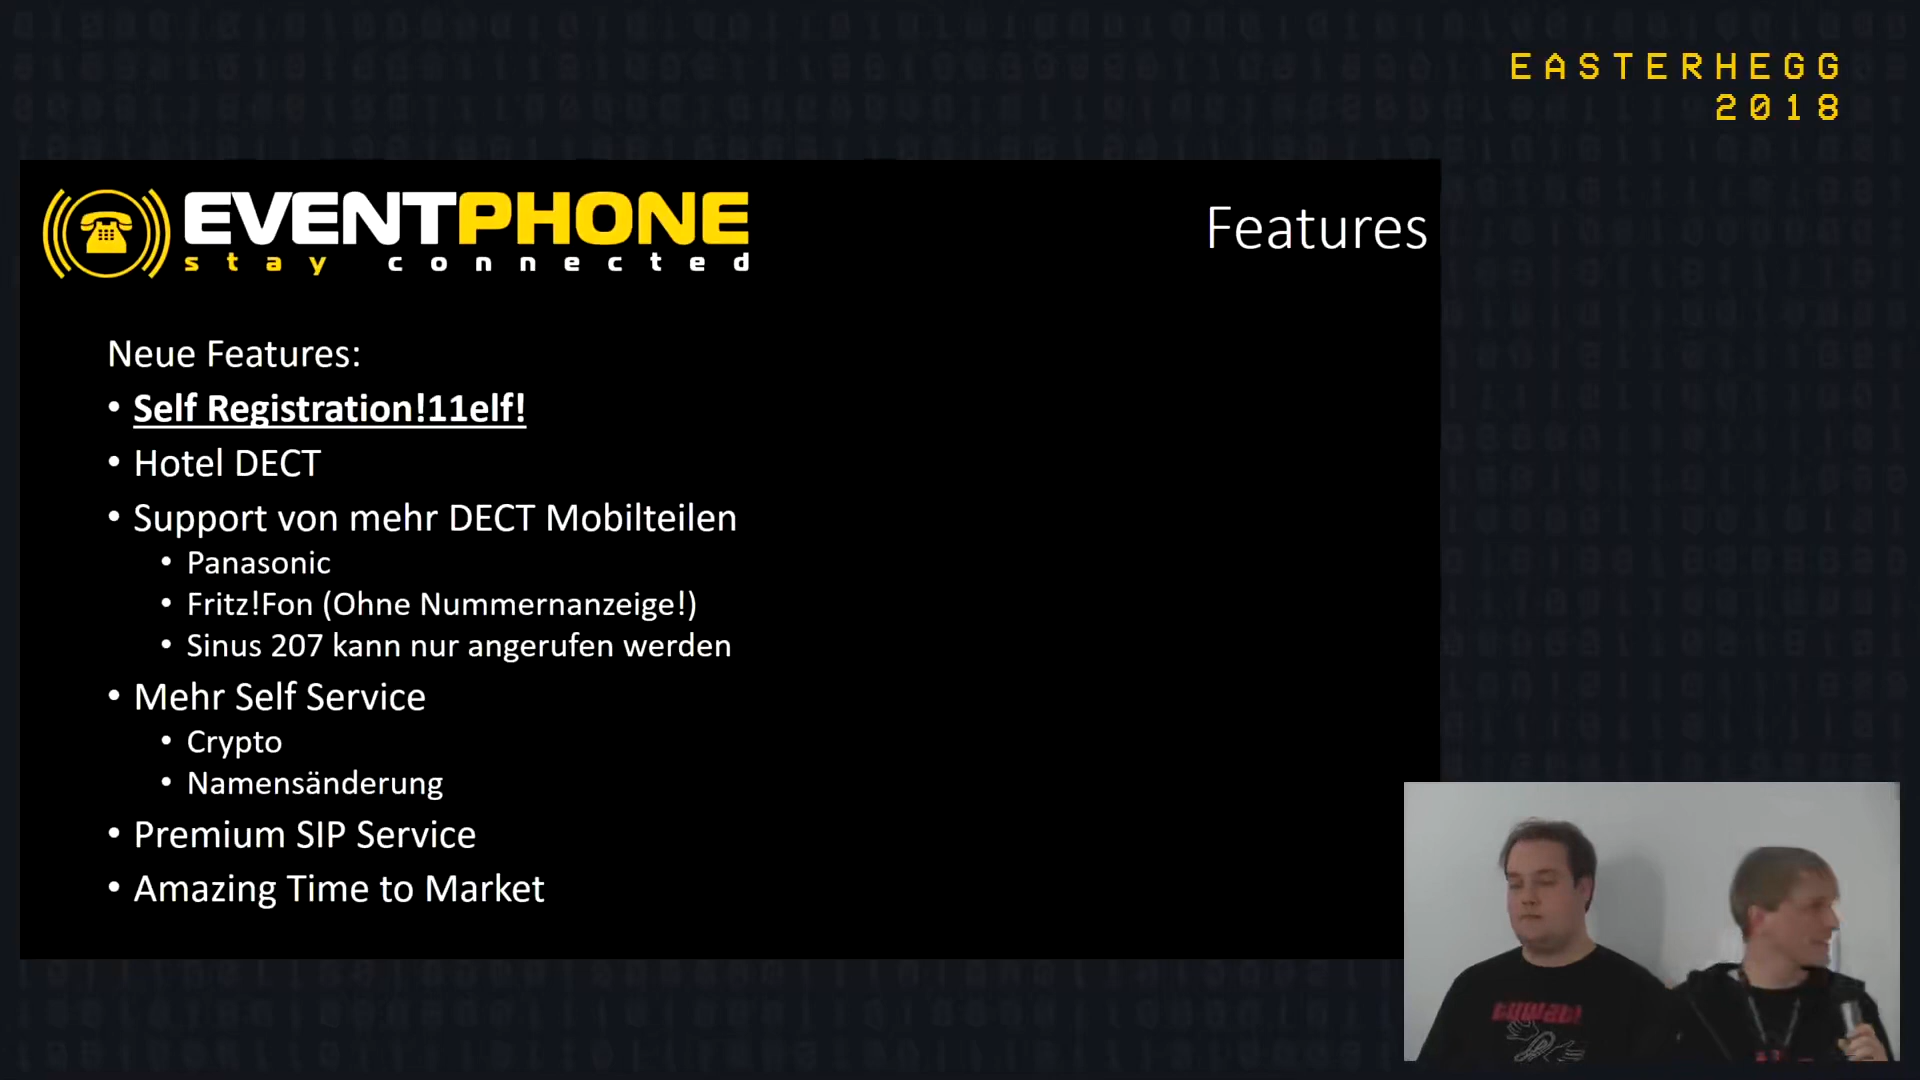 EASTERHEGG
2018
EVENTPHONE
stay connected
Features
Neue Features:
• Self Registration!11elf!
• Hotel DECT
• Support von mehr DECT Mobilteilen
• Panasonic
• Fritz!Fon (Ohne Nummernanzeige!)
• Sinus 207 kann nur angerufen werden
• Mehr Self Service
• Crypto
• Namensänderung
• Premium SIP Service
• Amazing Time to Market